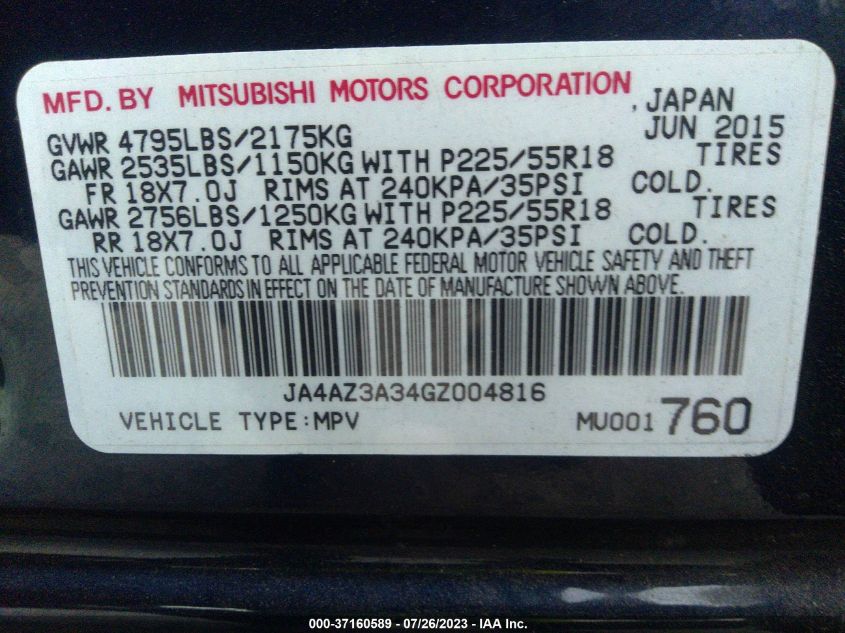 MFD. BY MITSUBISHI MOTORS CORPORATION , JAPAN
GVWR 4795LBS/2175KG JUN 2015
GAWR 2535LBS/1150KG WITH P225/55R18 TIRES
FR 18X7.0J RIMS AT 240KPA/35PSI COLD.
GAWR 2756LBS/1250KG WITH P225/55R18 TIRES
RR 18X7.0J RIMS AT 240KPA/35PSI COLD.
THIS VEHICLE CONFORMS TO ALL APPLICABLE FEDERAL MOTOR VEHICLE SAFETY AND THEFT
PREVENTION STANDARDS IN EFFECT ON THE DATE OF MANUFACTURE SHOWN ABOVE.
JA4AZ3A34GZ004816
VEHICLE TYPE:MPV MU001 760
000-37160589 - 07/26/2023 - IAA Inc.